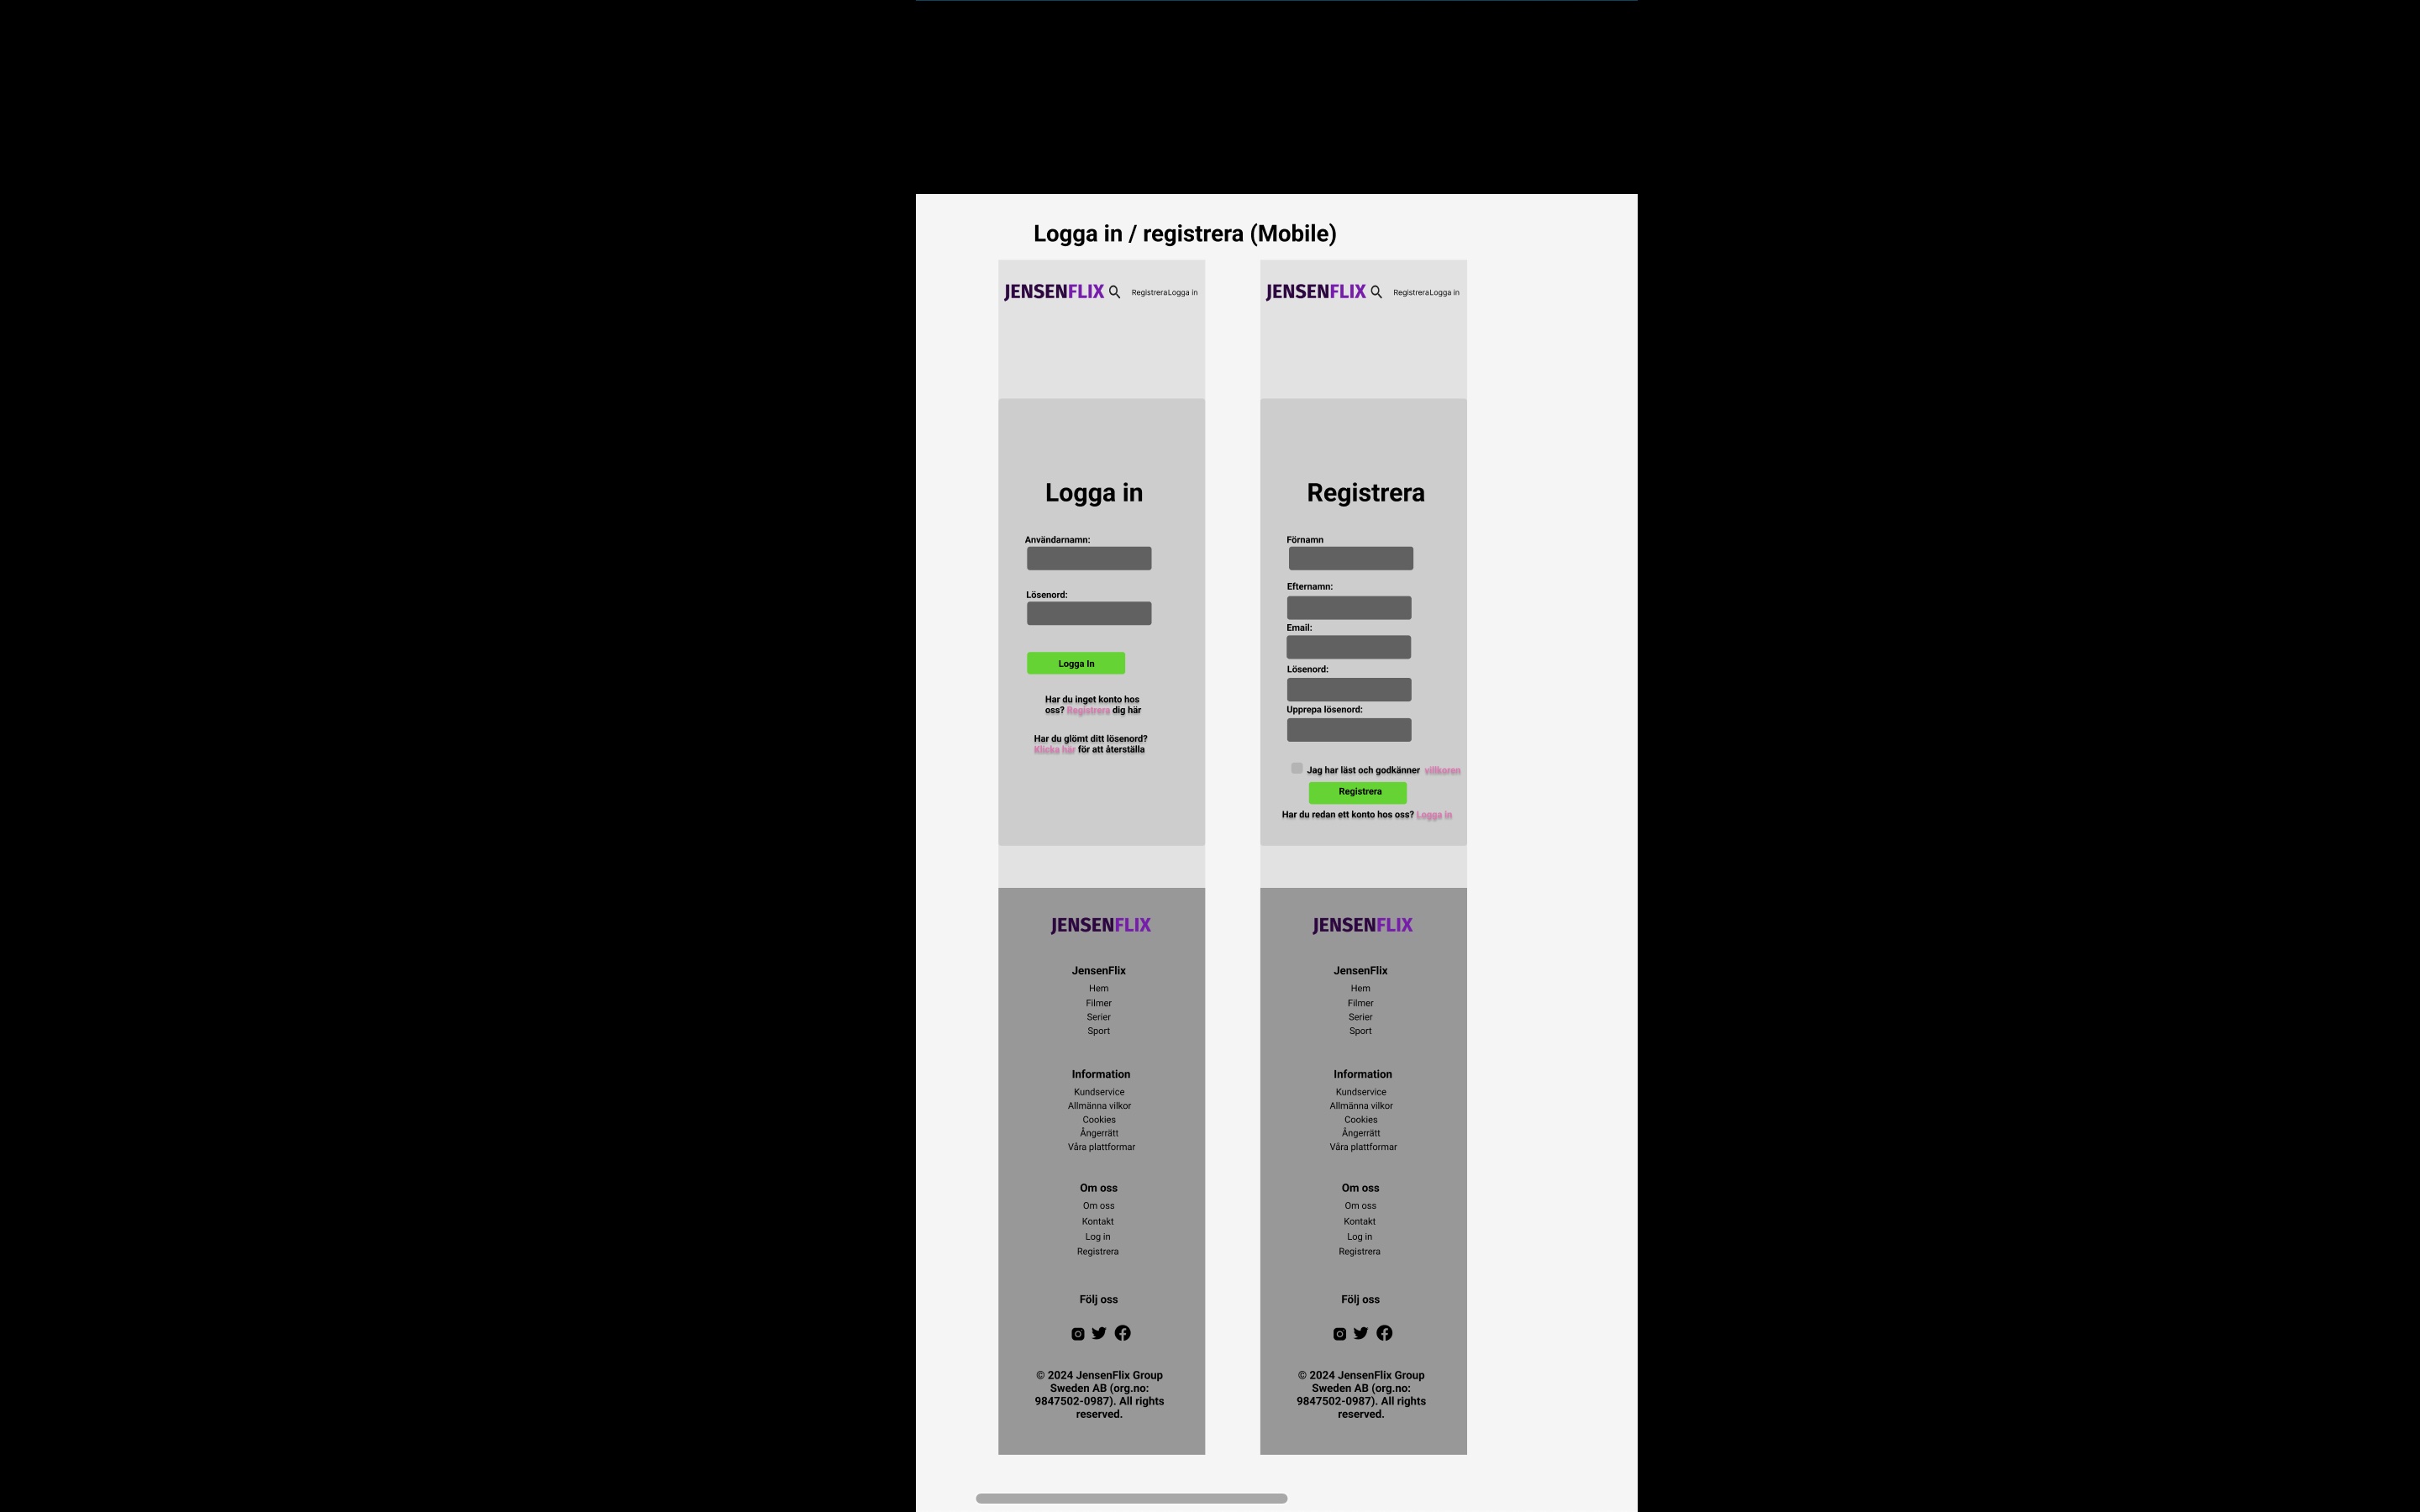 Logga in / registrera (Mobile)
JENSENFLIX RegistreraLogga in
Logga in
Användarnamn:
Lösenord:
Logga In
Har du inget konto hos
oss? Registrera dig här
Har du glömt ditt lösenord?
Klicka här för att återställa
JENSENFLIX
JensenFlix
Hem
Filmer
Serier
Sport
Information
Kundservice
Allmänna vilkor
Cookies
Ångerrätt
Våra plattformar
Om oss
Om oss
Kontakt
Log in
Registrera
Följ oss
© 2024 JensenFlix Group
Sweden AB (org.no:
9847502-0987). All rights
reserved.
JENSENFLIX RegistreraLogga in
Registrera
Förnamn
Efternamn:
Email:
Lösenord:
Upprepa lösenord:
Jag har läst och godkänner villkoren
Registrera
Har du redan ett konto hos oss? Logga in
JENSENFLIX
JensenFlix
Hem
Filmer
Serier
Sport
Information
Kundservice
Allmänna vilkor
Cookies
Ångerrätt
Våra plattformar
Om oss
Om oss
Kontakt
Log in
Registrera
Följ oss
© 2024 JensenFlix Group
Sweden AB (org.no:
9847502-0987). All rights
reserved.